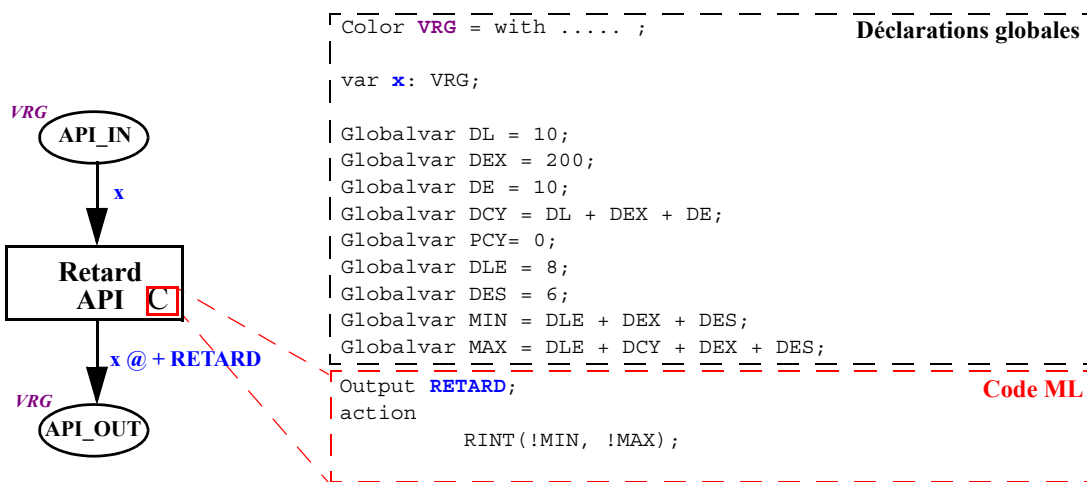 Color VRG = with ..... ;
Déclarations globales
var x: VRG;
VRG
API_IN
Globalvar DL = 10;
Globalvar DEX = 200;
x
Globalvar DE = 10;
Globalvar DCY = DL + DEX + DE;
Globalvar PCY= 0;
Retard
API C
Globalvar DLE = 8;
Globalvar DES = 6;
Globalvar MIN = DLE + DEX + DES;
Globalvar MAX = DLE + DCY + DEX + DES;
x @ + RETARD
Output RETARD;
Code ML
VRG
action
API_OUT
RINT(!MIN, !MAX);